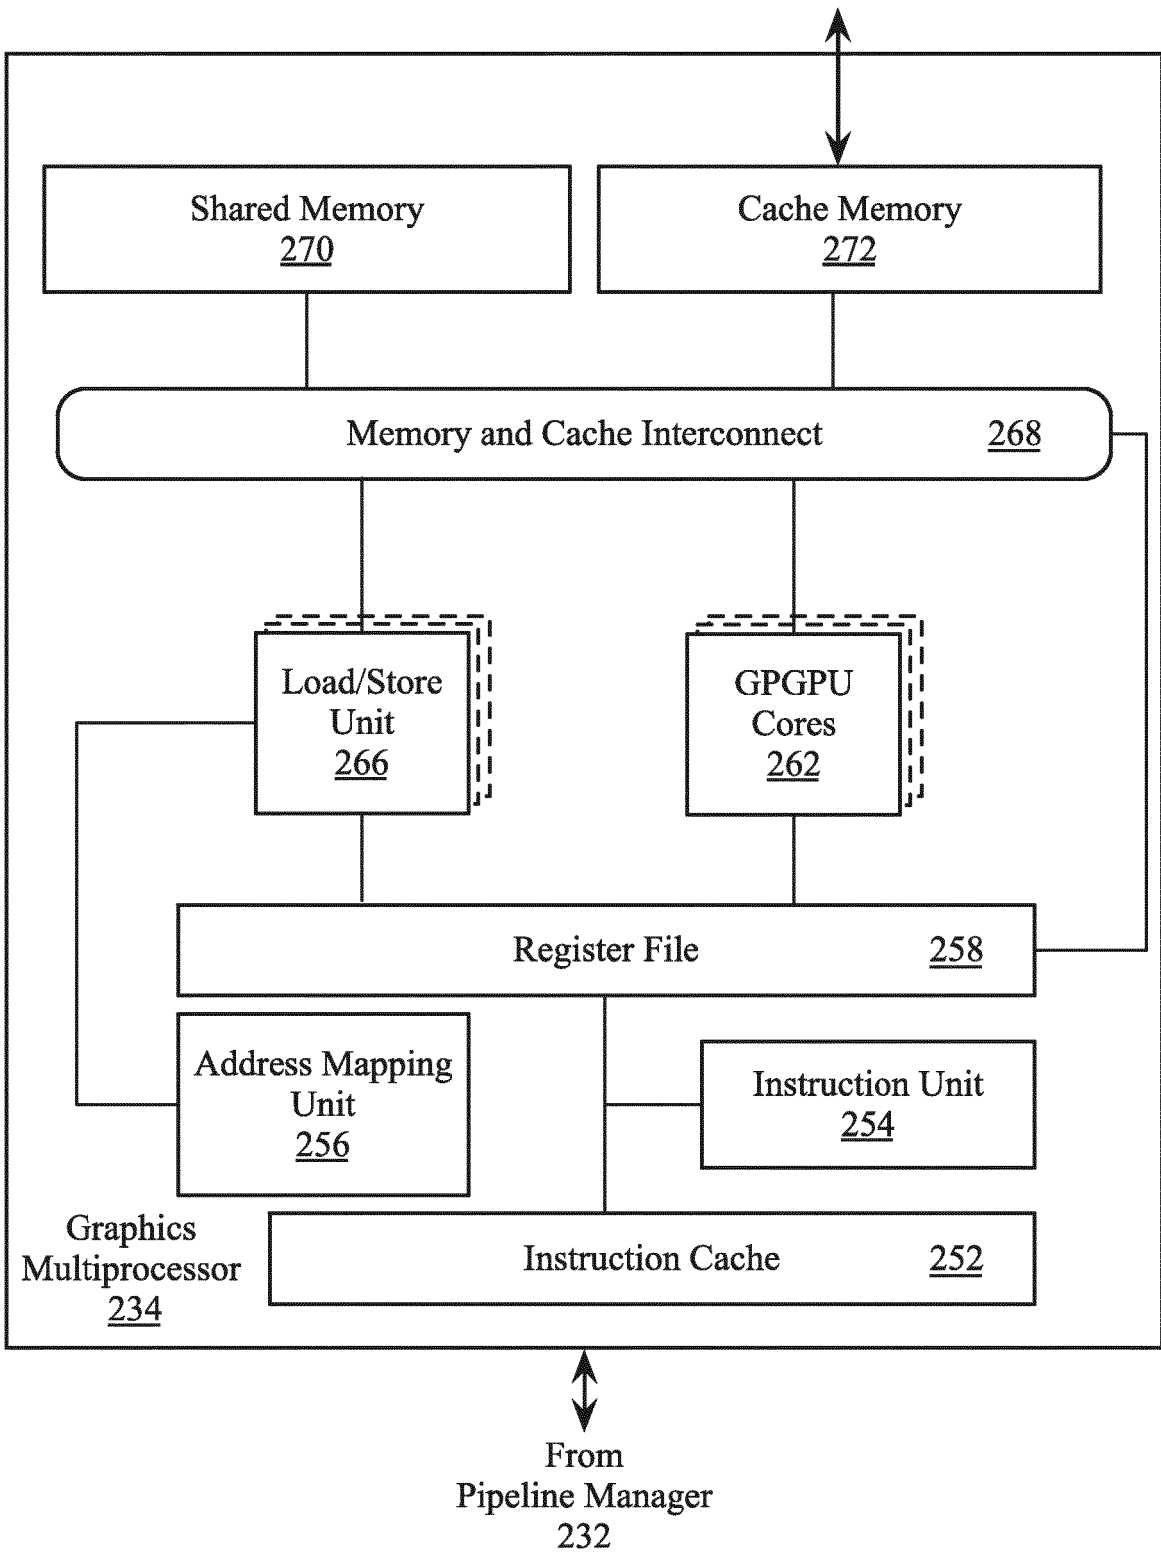 Shared Memory
270
Cache Memory
272
Memory and Cache Interconnect 268
Load/Store
Unit
266
GPGPU
Cores
262
Register File 258
Address Mapping
Unit
256
Instruction Unit
254
Graphics
Multiprocessor
234
Instruction Cache 252
From
Pipeline Manager
232